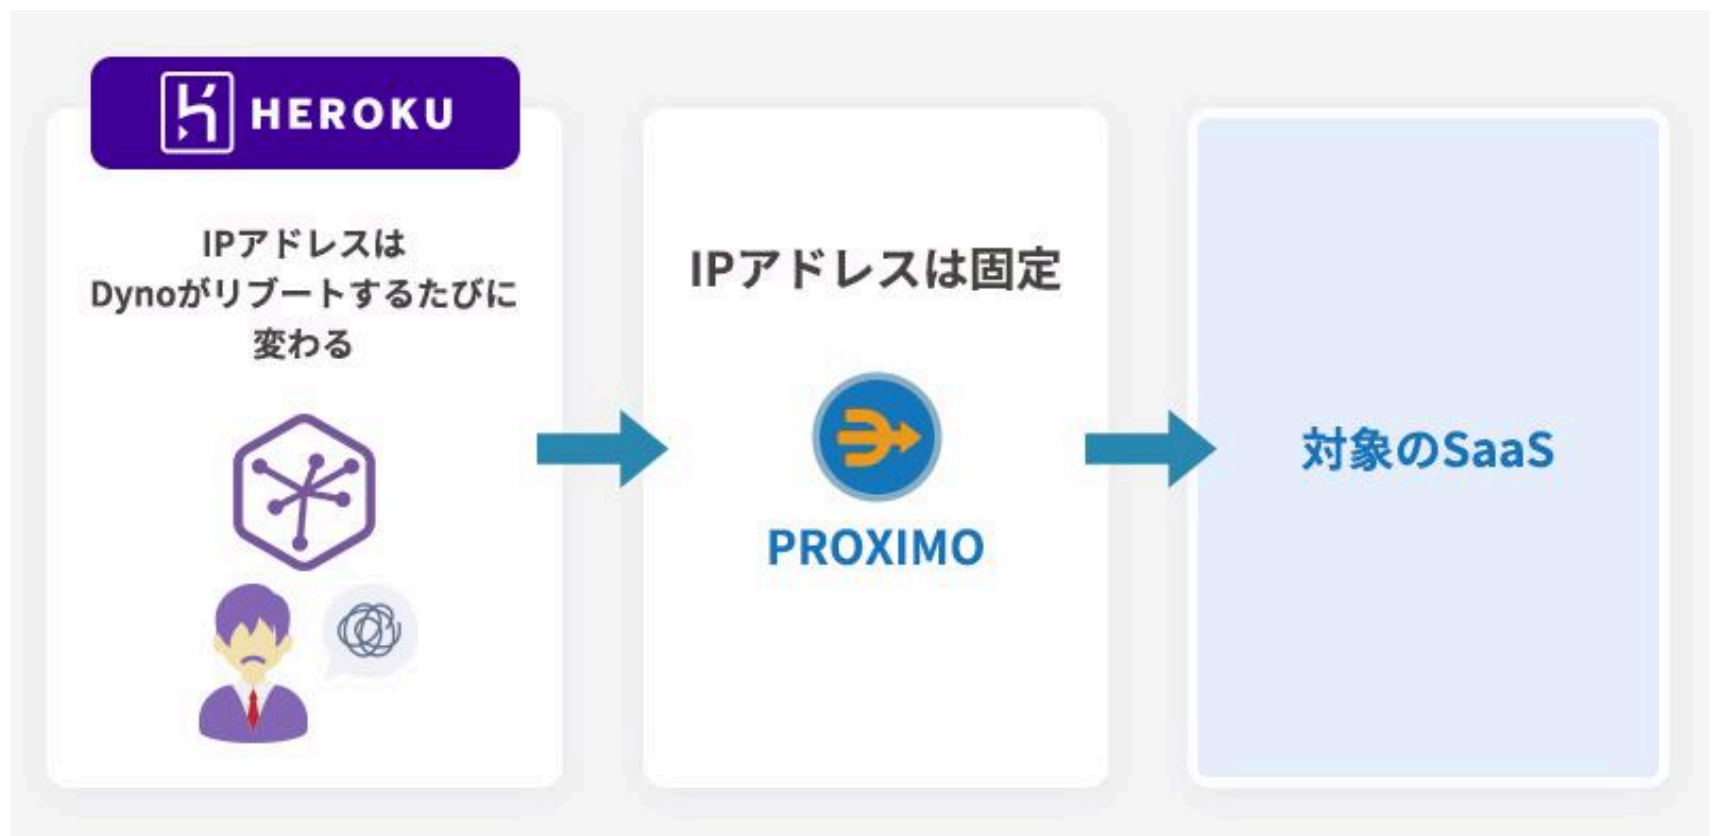 HEROKU
IPアドレスは
Dynoがリブートするたびに
変わる
IPアドレスは固定
PROXIMO
対象のSaaS